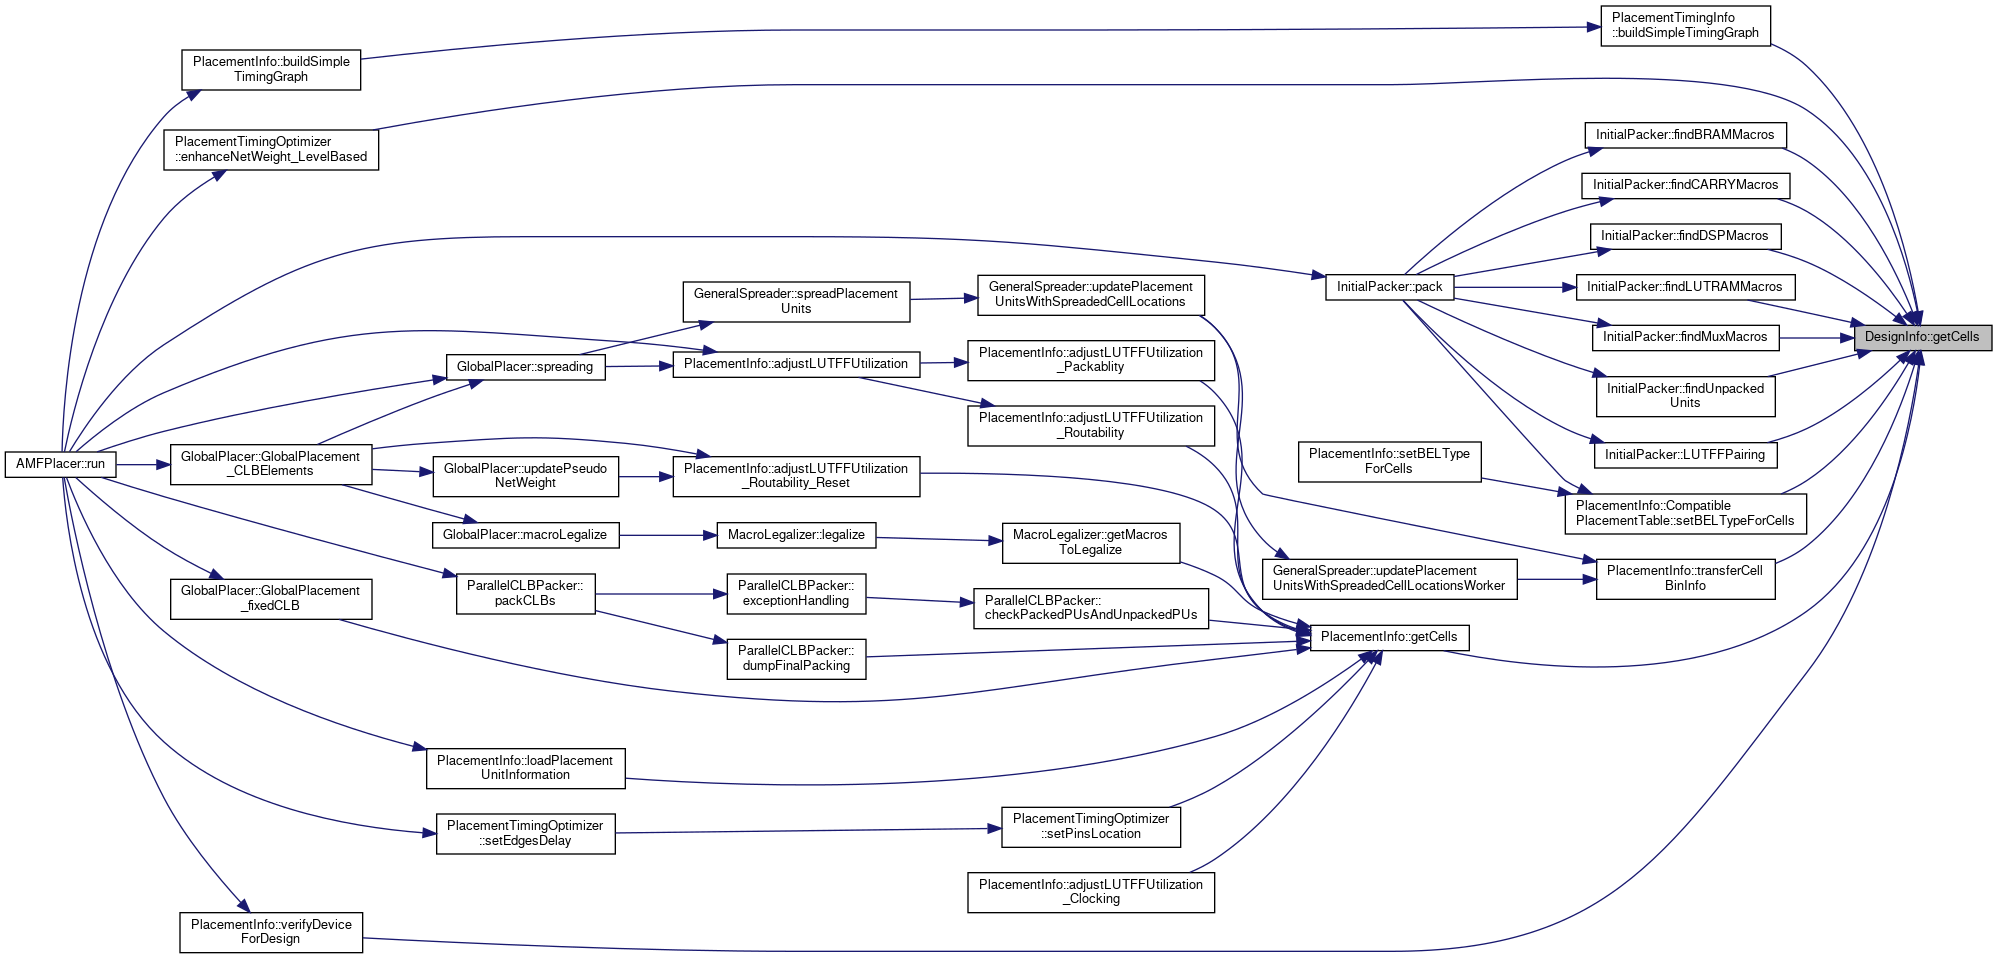 PlacementTimingInfo
::buildSimpleTimingGraph
PlacementInfo::buildSimple
TimingGraph
PlacementTimingOptimizer
::enhanceNetWeight_LevelBased
InitialPacker::findBRAMMacros
InitialPacker::findCARRYMacros
InitialPacker::findDSPMacros
InitialPacker::findLUTRAMMacros
InitialPacker::findMuxMacros
InitialPacker::findUnpacked
Units
InitialPacker::LUTFFPairing
InitialPacker::pack
DesignInfo::getCells
GeneralSpreader::updatePlacement
UnitsWithSpreadedCellLocations
GeneralSpreader::spreadPlacement
Units
GlobalPlacer::spreading
PlacementInfo::adjustLUTFFUtilization
PlacementInfo::adjustLUTFFUtilization
_Packablity
PlacementInfo::adjustLUTFFUtilization
_Routability
AMFPlacer::run
GlobalPlacer::GlobalPlacement
_CLBElements
GlobalPlacer::updatePseudo
NetWeight
PlacementInfo::adjustLUTFFUtilization
_Routability_Reset
PlacementInfo::setBELType
ForCells
PlacementInfo::Compatible
PlacementTable::setBELTypeForCells
GlobalPlacer::macroLegalize
MacroLegalizer::legalize
MacroLegalizer::getMacros
ToLegalize
GeneralSpreader::updatePlacement
UnitsWithSpreadedCellLocationsWorker
PlacementInfo::transferCell
BinInfo
GlobalPlacer::GlobalPlacement
_fixedCLB
ParallelCLBPacker::
packCLBs
ParallelCLBPacker::
exceptionHandling
ParallelCLBPacker::
checkPackedPUsAndUnpackedPUs
ParallelCLBPacker::
dumpFinalPacking
PlacementInfo::getCells
PlacementInfo::loadPlacement
UnitInformation
PlacementTimingOptimizer
::setEdgesDelay
PlacementTimingOptimizer
::setPinsLocation
PlacementInfo::adjustLUTFFUtilization
_Clocking
PlacementInfo::verifyDevice
ForDesign